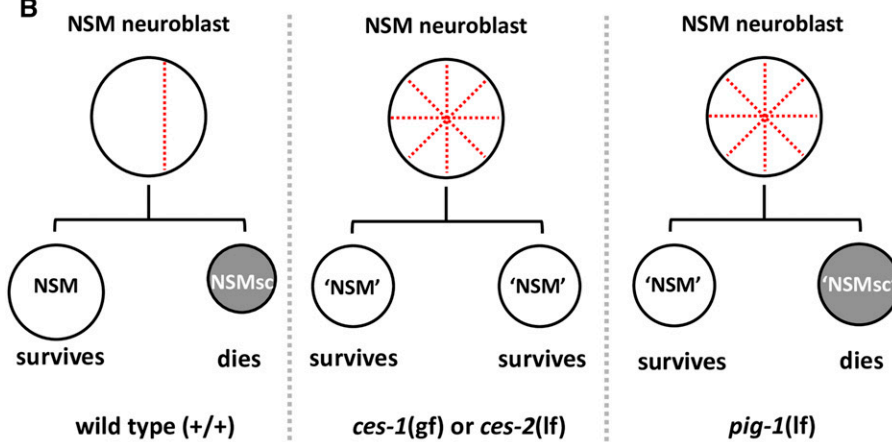 B
NSM neuroblast
NSM neuroblast
NSM neuroblast
NSM
NSMsc
'NSM'
'NSM'
'NSM'
'NSMsc'
survives
dies
survives
survives
survives
dies
wild type (+/+)
ces-1(gf) or ces-2(lf)
pig-1(lf)